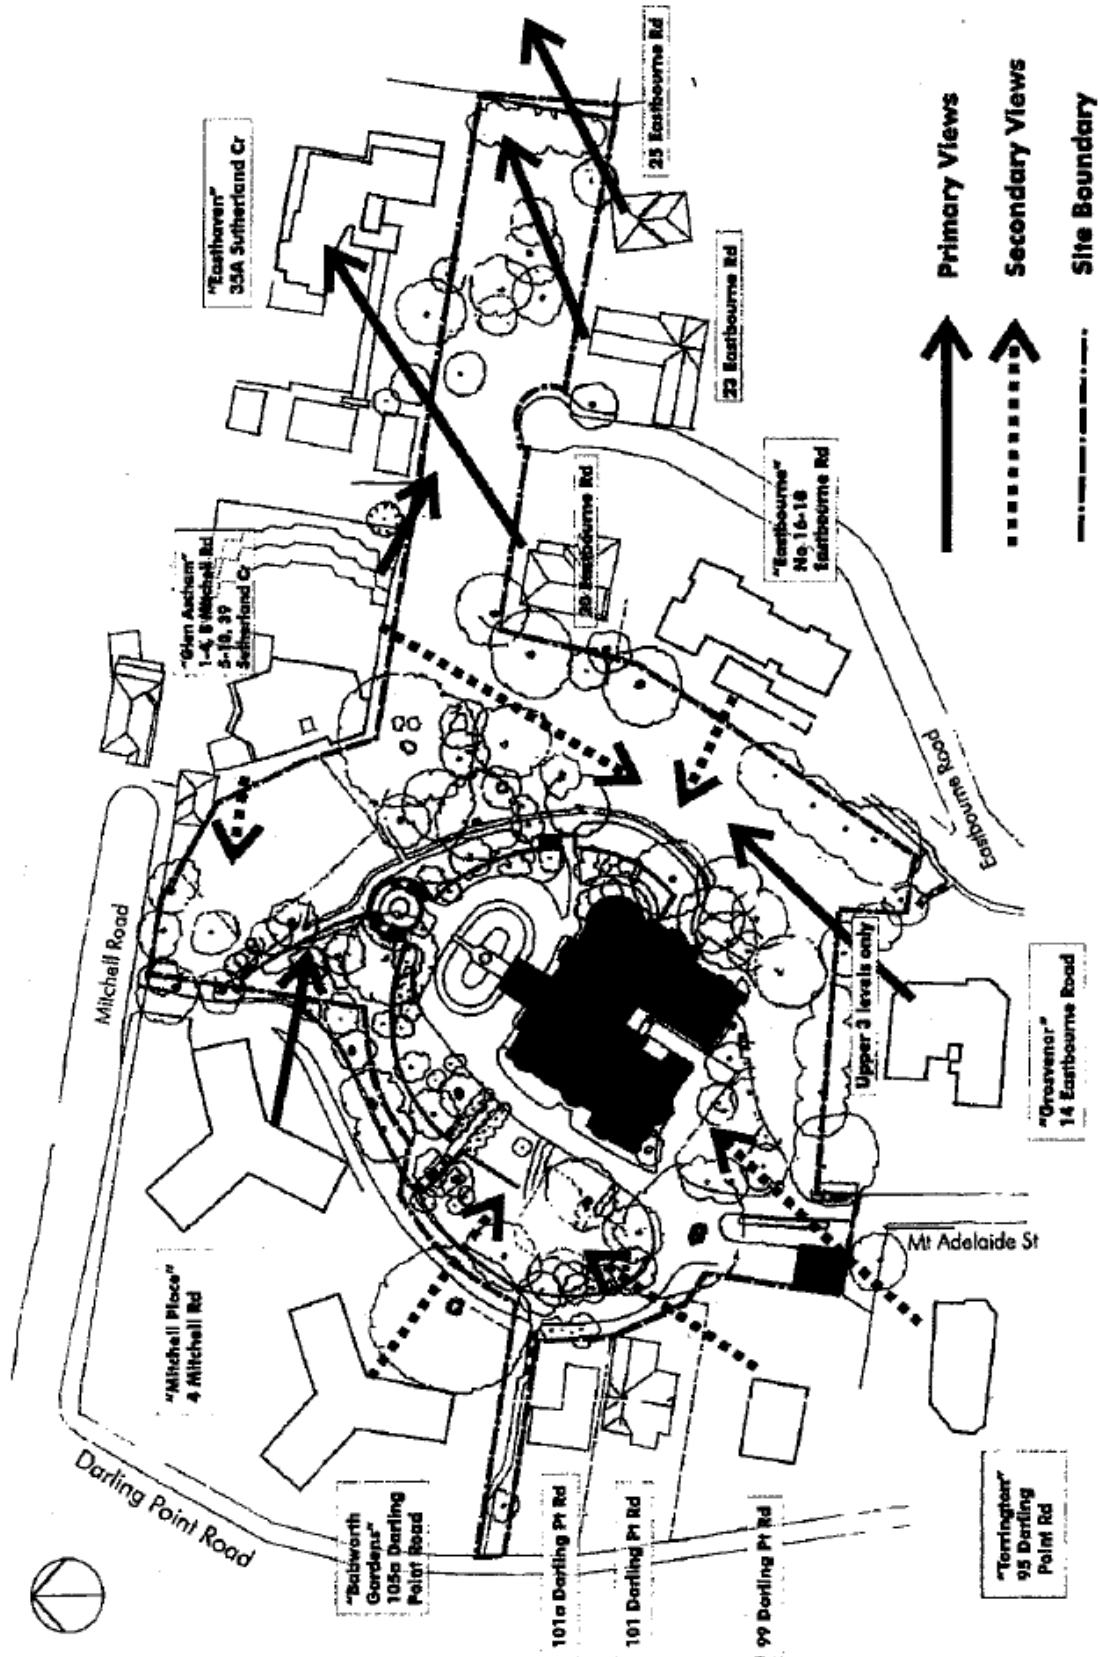 25 Eastbourne Rd
"Easthaven"
35A Sutherland Cr
23 Eastbourne Rd
Primary Views
Secondary Views
Site Boundary
"Eastbourne"
No 16-18
Eastbourne Rd
20 Eastbourne Rd
"Glen Ascham"
1-4, 8 Mitchell Rd
5-10, 39
Sutherland Cr
Eastbourne Road
Mitchell Road
Upper 3 levels only
"Grosvenor"
14 Eastbourne Road
Mt Adelaide St
"Mitchell Place"
4 Mitchell Rd
Darling Point Road
"Babworth
Gardens"
105a Darling
Point Road
101a Darling Pt Rd
101 Darling Pt Rd
99 Darling Pt Rd
"Torrington"
95 Darling
Point Rd